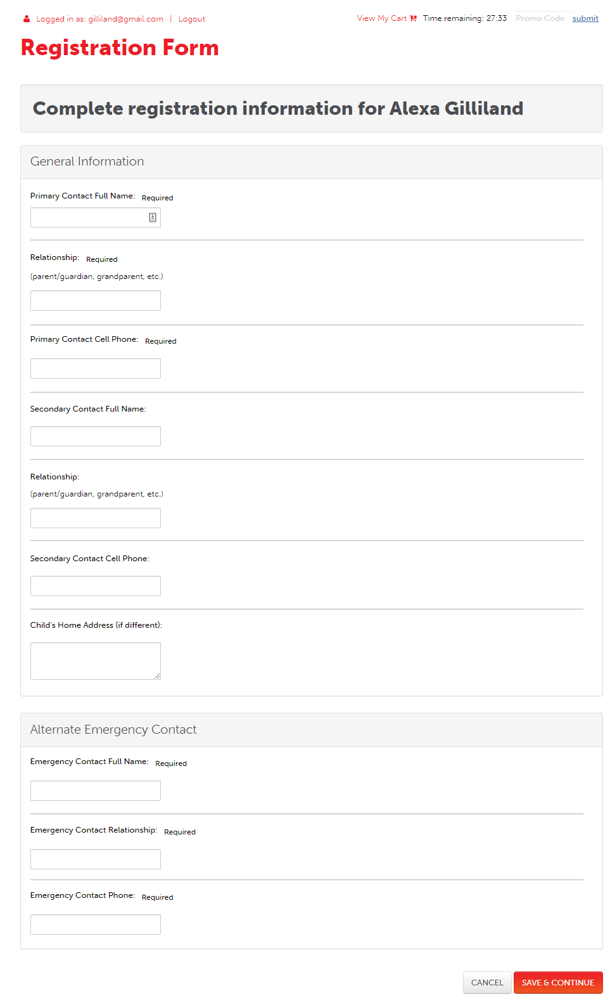 Logged in as: gilliland@gmail.com | Logout View My Cart Time remaining: 27:33 Promo Code submit
Registration Form
Complete registration information for Alexa Gilliland
General Information
Primary Contact Full Name: Required
Relationship: Required
(parent/guardian, grandparent, etc.)
Primary Contact Cell Phone: Required
Secondary Contact Full Name:
Relationship:
(parent/guardian, grandparent, etc.)
Secondary Contact Cell Phone:
Child's Home Address (if different):
Alternate Emergency Contact
Emergency Contact Full Name: Required
Emergency Contact Relationship: Required
Emergency Contact Phone: Required
CANCEL SAVE & CONTINUE